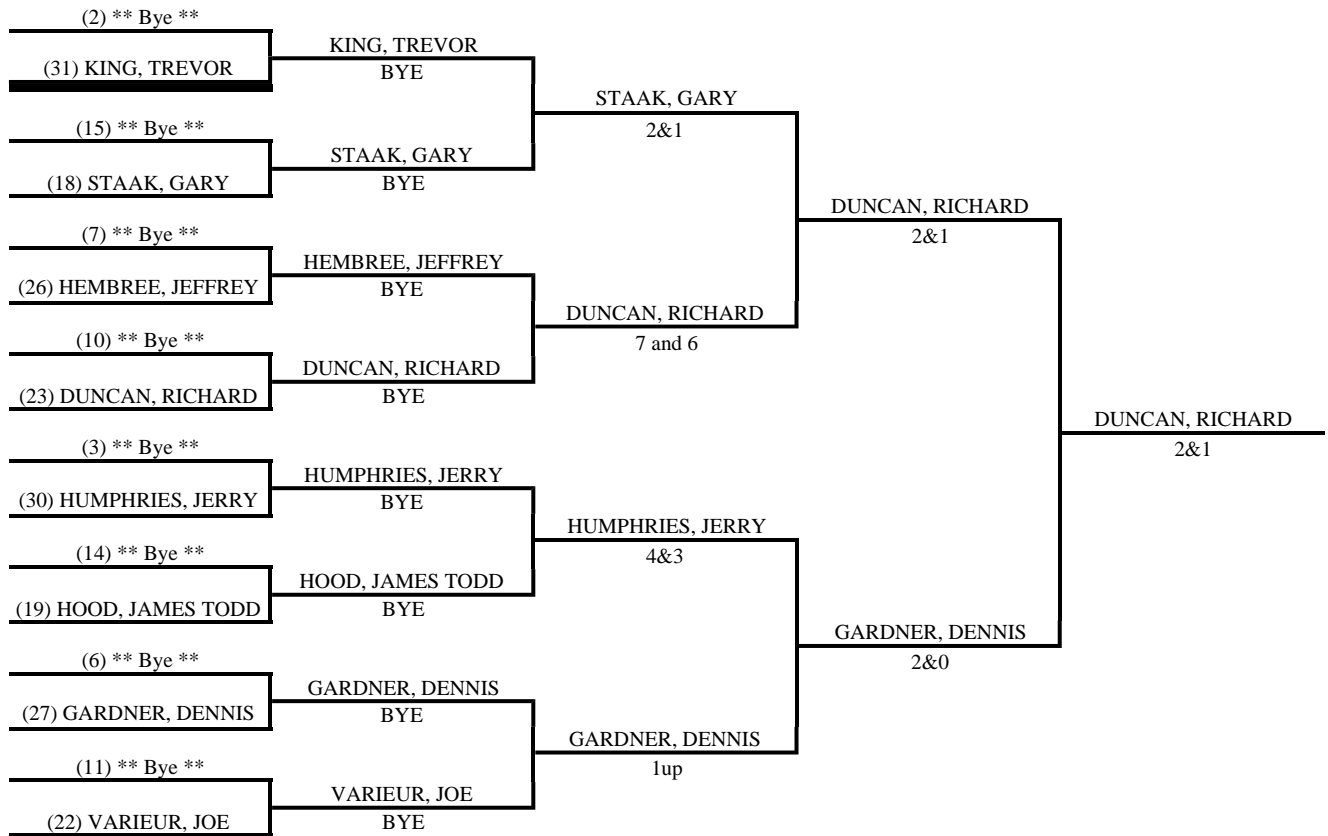 (2) ** Bye **
(31) KING, TREVOR
(15) ** Bye **
(18) STAAK, GARY
(7) ** Bye **
(26) HEMBREE, JEFFREY
(10) ** Bye **
(23) DUNCAN, RICHARD
(3) ** Bye **
(30) HUMPHRIES, JERRY
(14) ** Bye **
(19) HOOD, JAMES TODD
(6) ** Bye **
(27) GARDNER, DENNIS
(11) ** Bye **
(22) VARIEUR, JOE
KING, TREVOR
BYE
STAAK, GARY
BYE
HEMBREE, JEFFREY
BYE
DUNCAN, RICHARD
BYE
HUMPHRIES, JERRY
BYE
HOOD, JAMES TODD
BYE
GARDNER, DENNIS
BYE
VARIEUR, JOE
BYE
STAAK, GARY
2&1
DUNCAN, RICHARD
7 and 6
HUMPHRIES, JERRY
4&3
GARDNER, DENNIS
1up
DUNCAN, RICHARD
2&1
GARDNER, DENNIS
2&0
DUNCAN, RICHARD
2&1